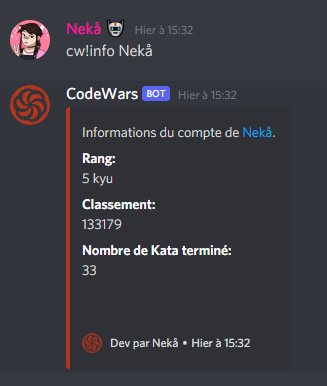 Nekå Hier à 15:32
cw!info Nekå
CodeWars BOT Hier à 15:32
Informations du compte de Nekå.
Rang:
5 kyu
Classement:
133179
Nombre de Kata terminé:
33
Dev par Nekå • Hier à 15:32